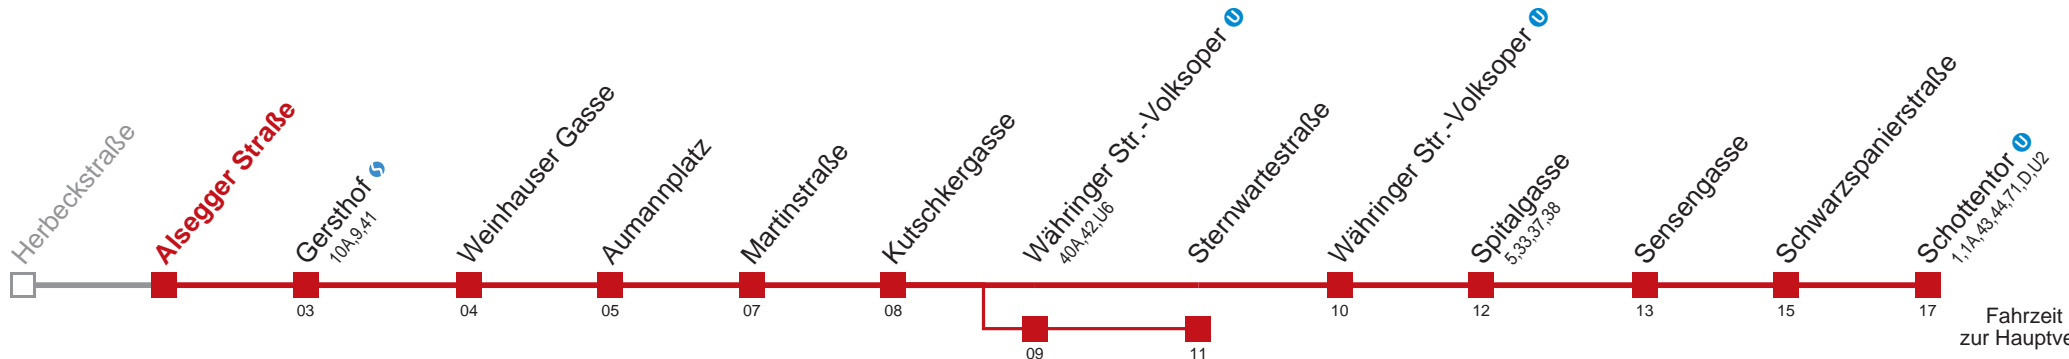 Herbeckstraße
Alsegger Straße
Gersthof
10A,9,41
03
Weinhauser Gasse
04
Aumannplatz
05
Martinstraße
07
Kutschkergasse
08
Währinger Str.-Volksoper U
40A,42,U6
09
Sternwartestraße
11
Währinger Str.-Volksoper U
10
Spitalgasse
5,33,37,38
12
Sensengasse
13
Schwarzspanierstraße
15
Schottentor U
1,1A,43,44,71,D,U2
17
Fahrzeit
zur Hauptve